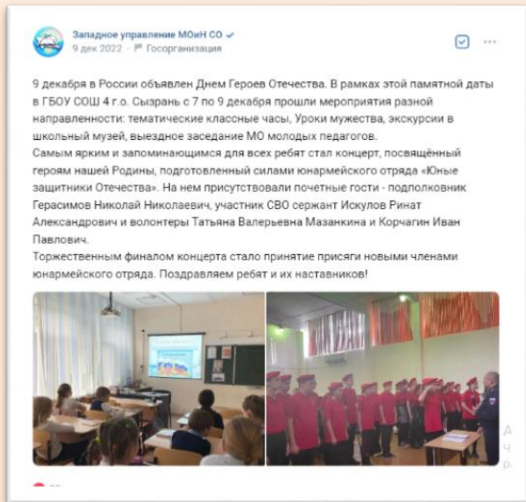 Западное управление МОиН СО
9 дек 2022 · Госорганизация
9 декабря в России объявлен Днем Героев Отечества. В рамках этой памятной даты
в ГБОУ СОШ 4 г.о. Сызрань с 7 по 9 декабря прошли мероприятия разной
направленности: тематические классные часы, Уроки мужества, экскурсии в
школьный музей, выездное заседание МО молодых педагогов.
Самым ярким и запоминающимся для всех ребят стал концерт, посвящённый
героям нашей Родины, подготовленный силами юнармейского отряда «Юные
защитники Отечества». На нем присутствовали почетные гости - подполковник
Герасимов Николай Николаевич, участник СВО сержант Искулов Ринат
Александрович и волонтеры Татьяна Валерьевна Мазанкина и Корчагин Иван
Павлович.
Торжественным финалом концерта стало принятие присяги новыми членами
юнармейского отряда. Поздравляем ребят и их наставников!